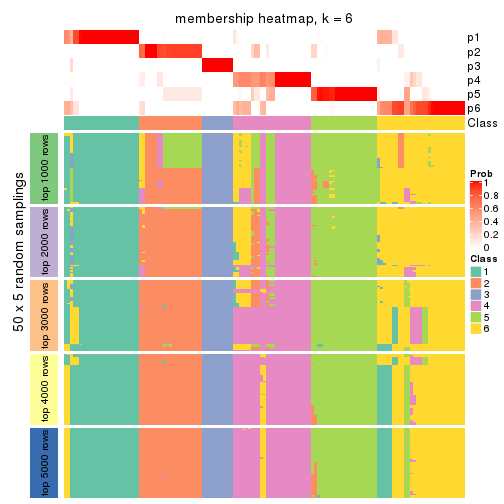 membership heatmap, k = 6
p1
p2
p3
p4
p5
p6
Class
50 x 5 random samplings
top 1000 rows
top 2000 rows
top 3000 rows
top 4000 rows
top 5000 rows
Prob
1
0.8
0.6
0.4
0.2
0
Class
1
2
3
4
5
6